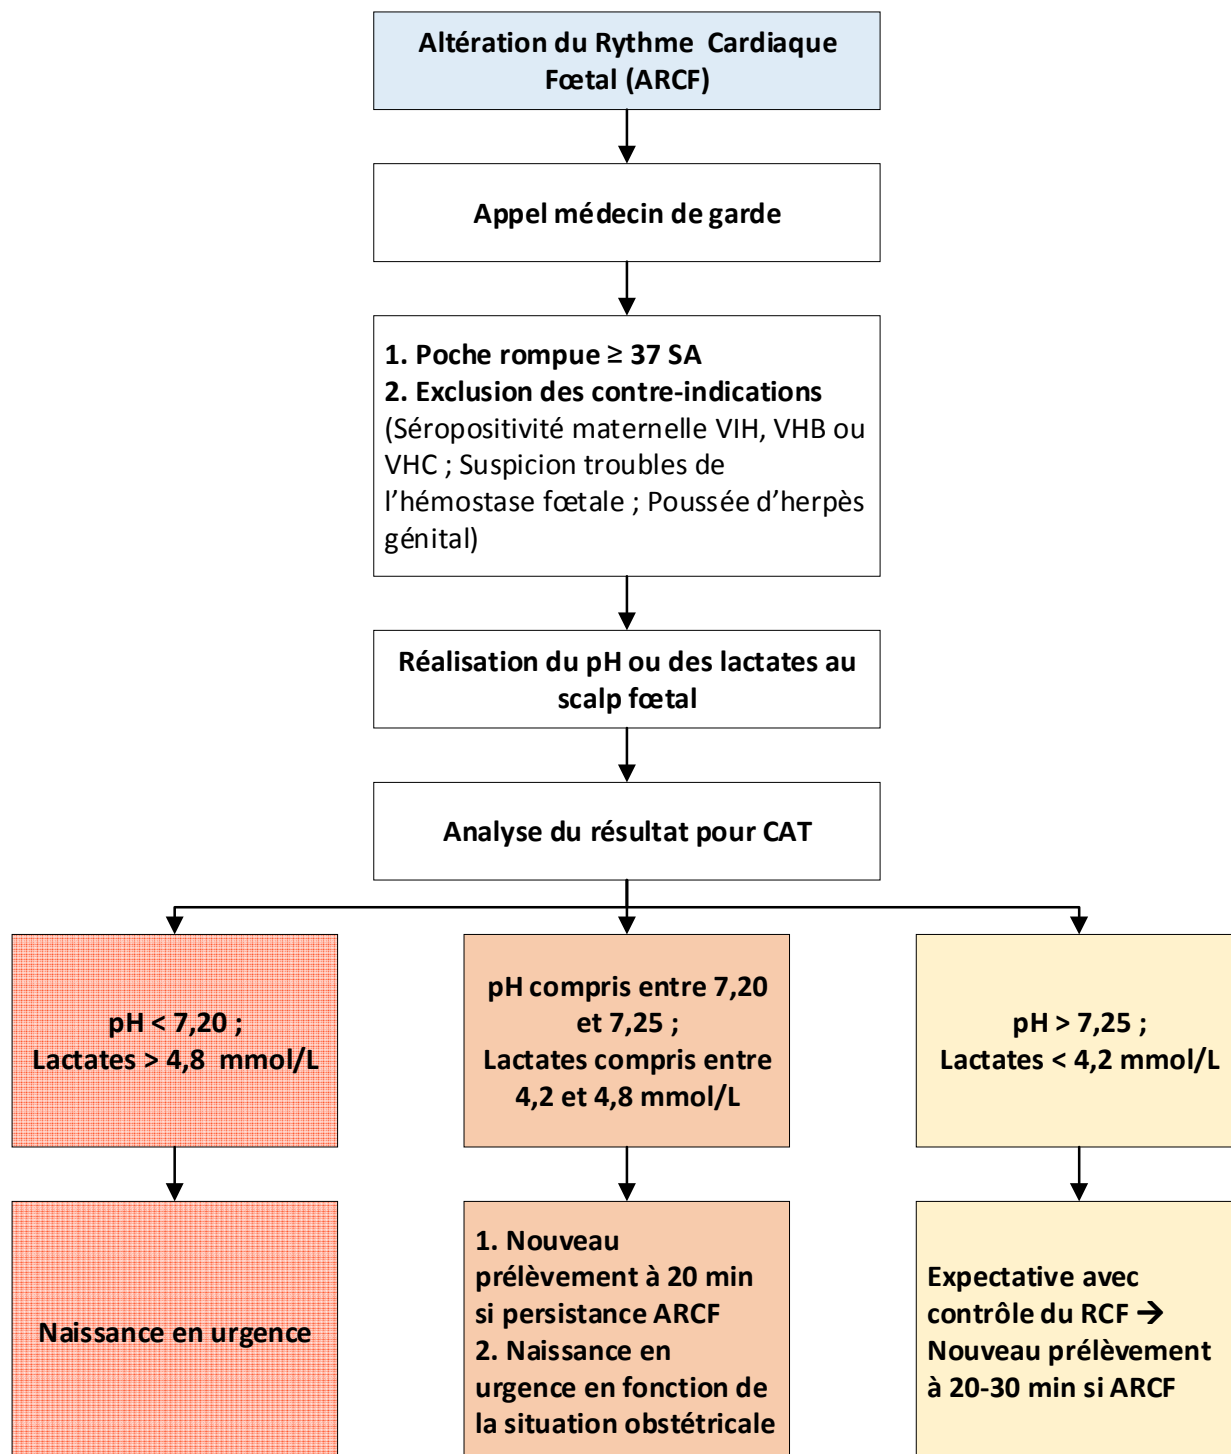 Altération du Rythme Cardiaque
Fœtal (ARCF)
Appel médecin de garde
1. Poche rompue ≥ 37 SA
2. Exclusion des contre-indications
(Séropositivité maternelle VIH, VHB ou
VHC ; Suspicion troubles de
l’hémostase fœtale ; Poussée d’herpès
génital)
Réalisation du pH ou des lactates au
scalp fœtal
Analyse du résultat pour CAT
pH < 7,20 ;
Lactates > 4,8 mmol/L
pH compris entre 7,20
et 7,25 ;
Lactates compris entre
4,2 et 4,8 mmol/L
pH > 7,25 ;
Lactates < 4,2 mmol/L
Naissance en urgence
1. Nouveau
prélèvement à 20 min
si persistance ARCF
2. Naissance en
urgence en fonction de
la situation obstétricale
Expectative avec
contrôle du RCF →
Nouveau prélèvement
à 20-30 min si ARCF